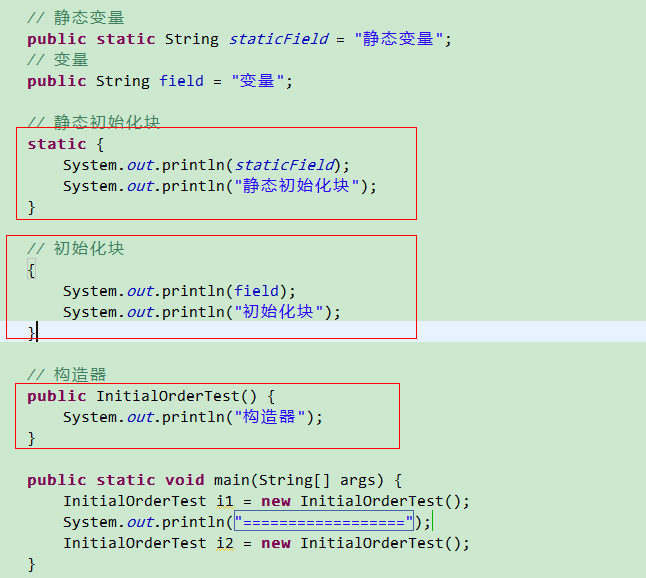 // 静态变量
public static String staticField = "静态变量";
// 变量
public String field = "变量";
// 静态初始化块
static {
System.out.println(staticField);
System.out.println("静态初始化块");
}
// 初始化块
{
System.out.println(field);
System.out.println("初始化块");
}
// 构造器
public InitialOrderTest() {
System.out.println("构造器");
}
public static void main(String[] args) {
InitialOrderTest i1 = new InitialOrderTest();
System.out.println("==================");
InitialOrderTest i2 = new InitialOrderTest();
}